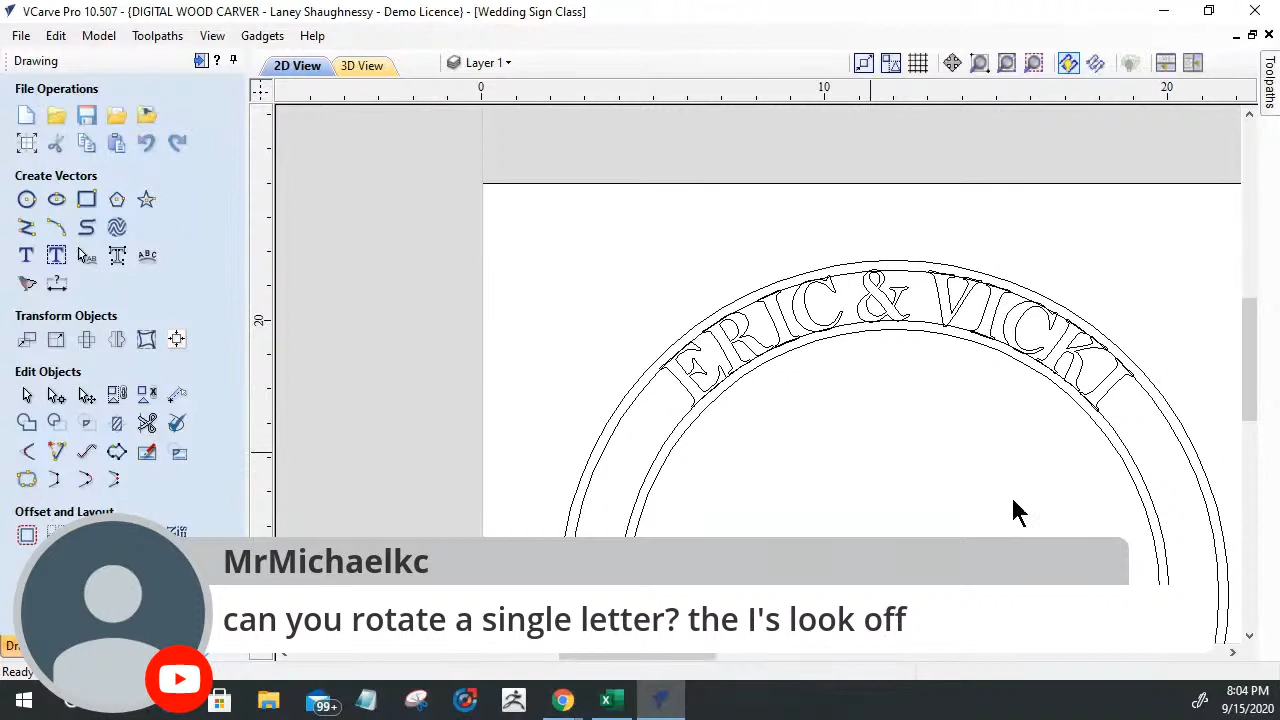 VCarve Pro 10.507 - {DIGITAL WOOD CARVER - Laney Shaughnessy - Demo Licence} - [Wedding Sign Class]
File Edit Model Toolpaths View Gadgets Help
Drawing
2D View 3D View Layer 1
File Operations
0 10 20
Create Vectors
Toolpaths
Transform Objects
20
ERIC & VICKI
Edit Objects
Offset and Layout
MrMichaelkc
can you rotate a single letter? the I's look off
Ready
99+
8:04 PM
9/15/2020